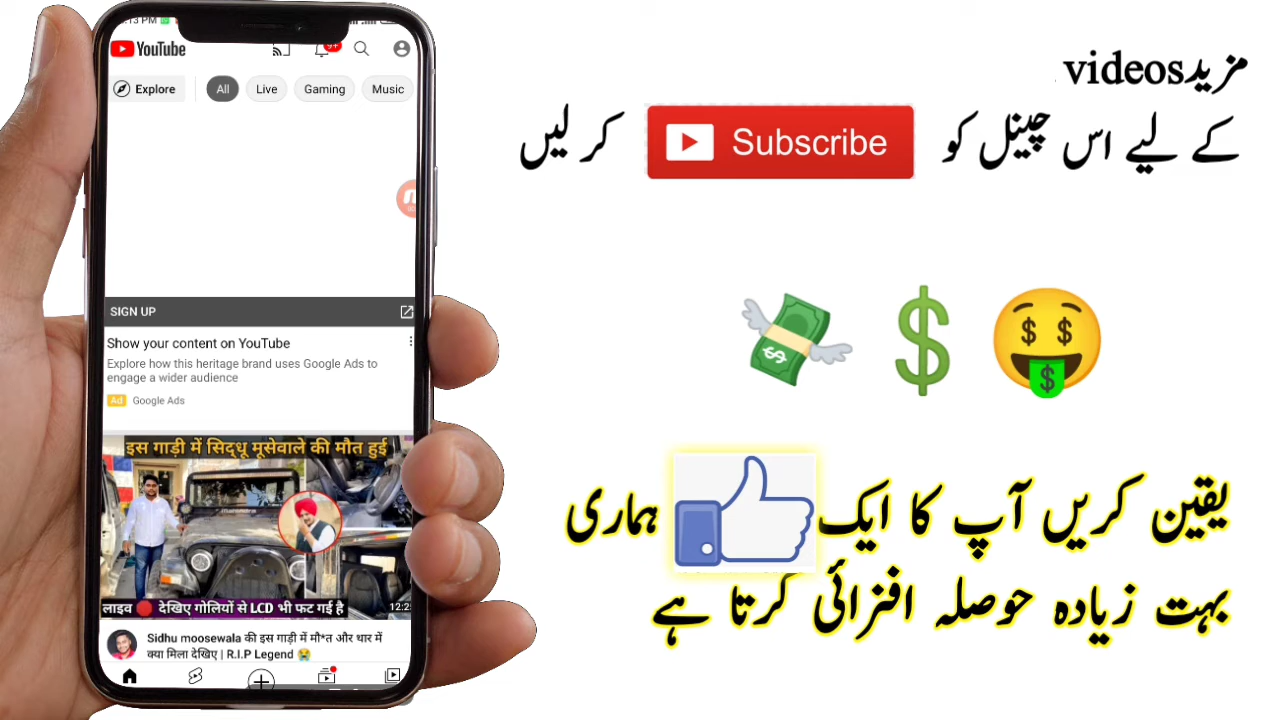 :13 PM
YouTube
9+
Explore
All
Live
Gaming
Music
SIGN UP
Show your content on YouTube
Explore how this heritage brand uses Google Ads to
engage a wider audience
Ad Google Ads
इस गाड़ी में सिद्धू मूसेवाले की मौत हुई
लाइव 🔴 देखिए गोलियों से LCD भी फट गई है
Sidhu moosewala की इस गाड़ी में मौ*त और थार में
क्या मिला देखिए | R.I.P Legend 😭
مزید videos
کے لیے اس چینل کو Subscribe کر لیں
یقین کریں آپ کا ایک ہماری
بہت زیادہ حوصلہ افزائی کرتا ہے